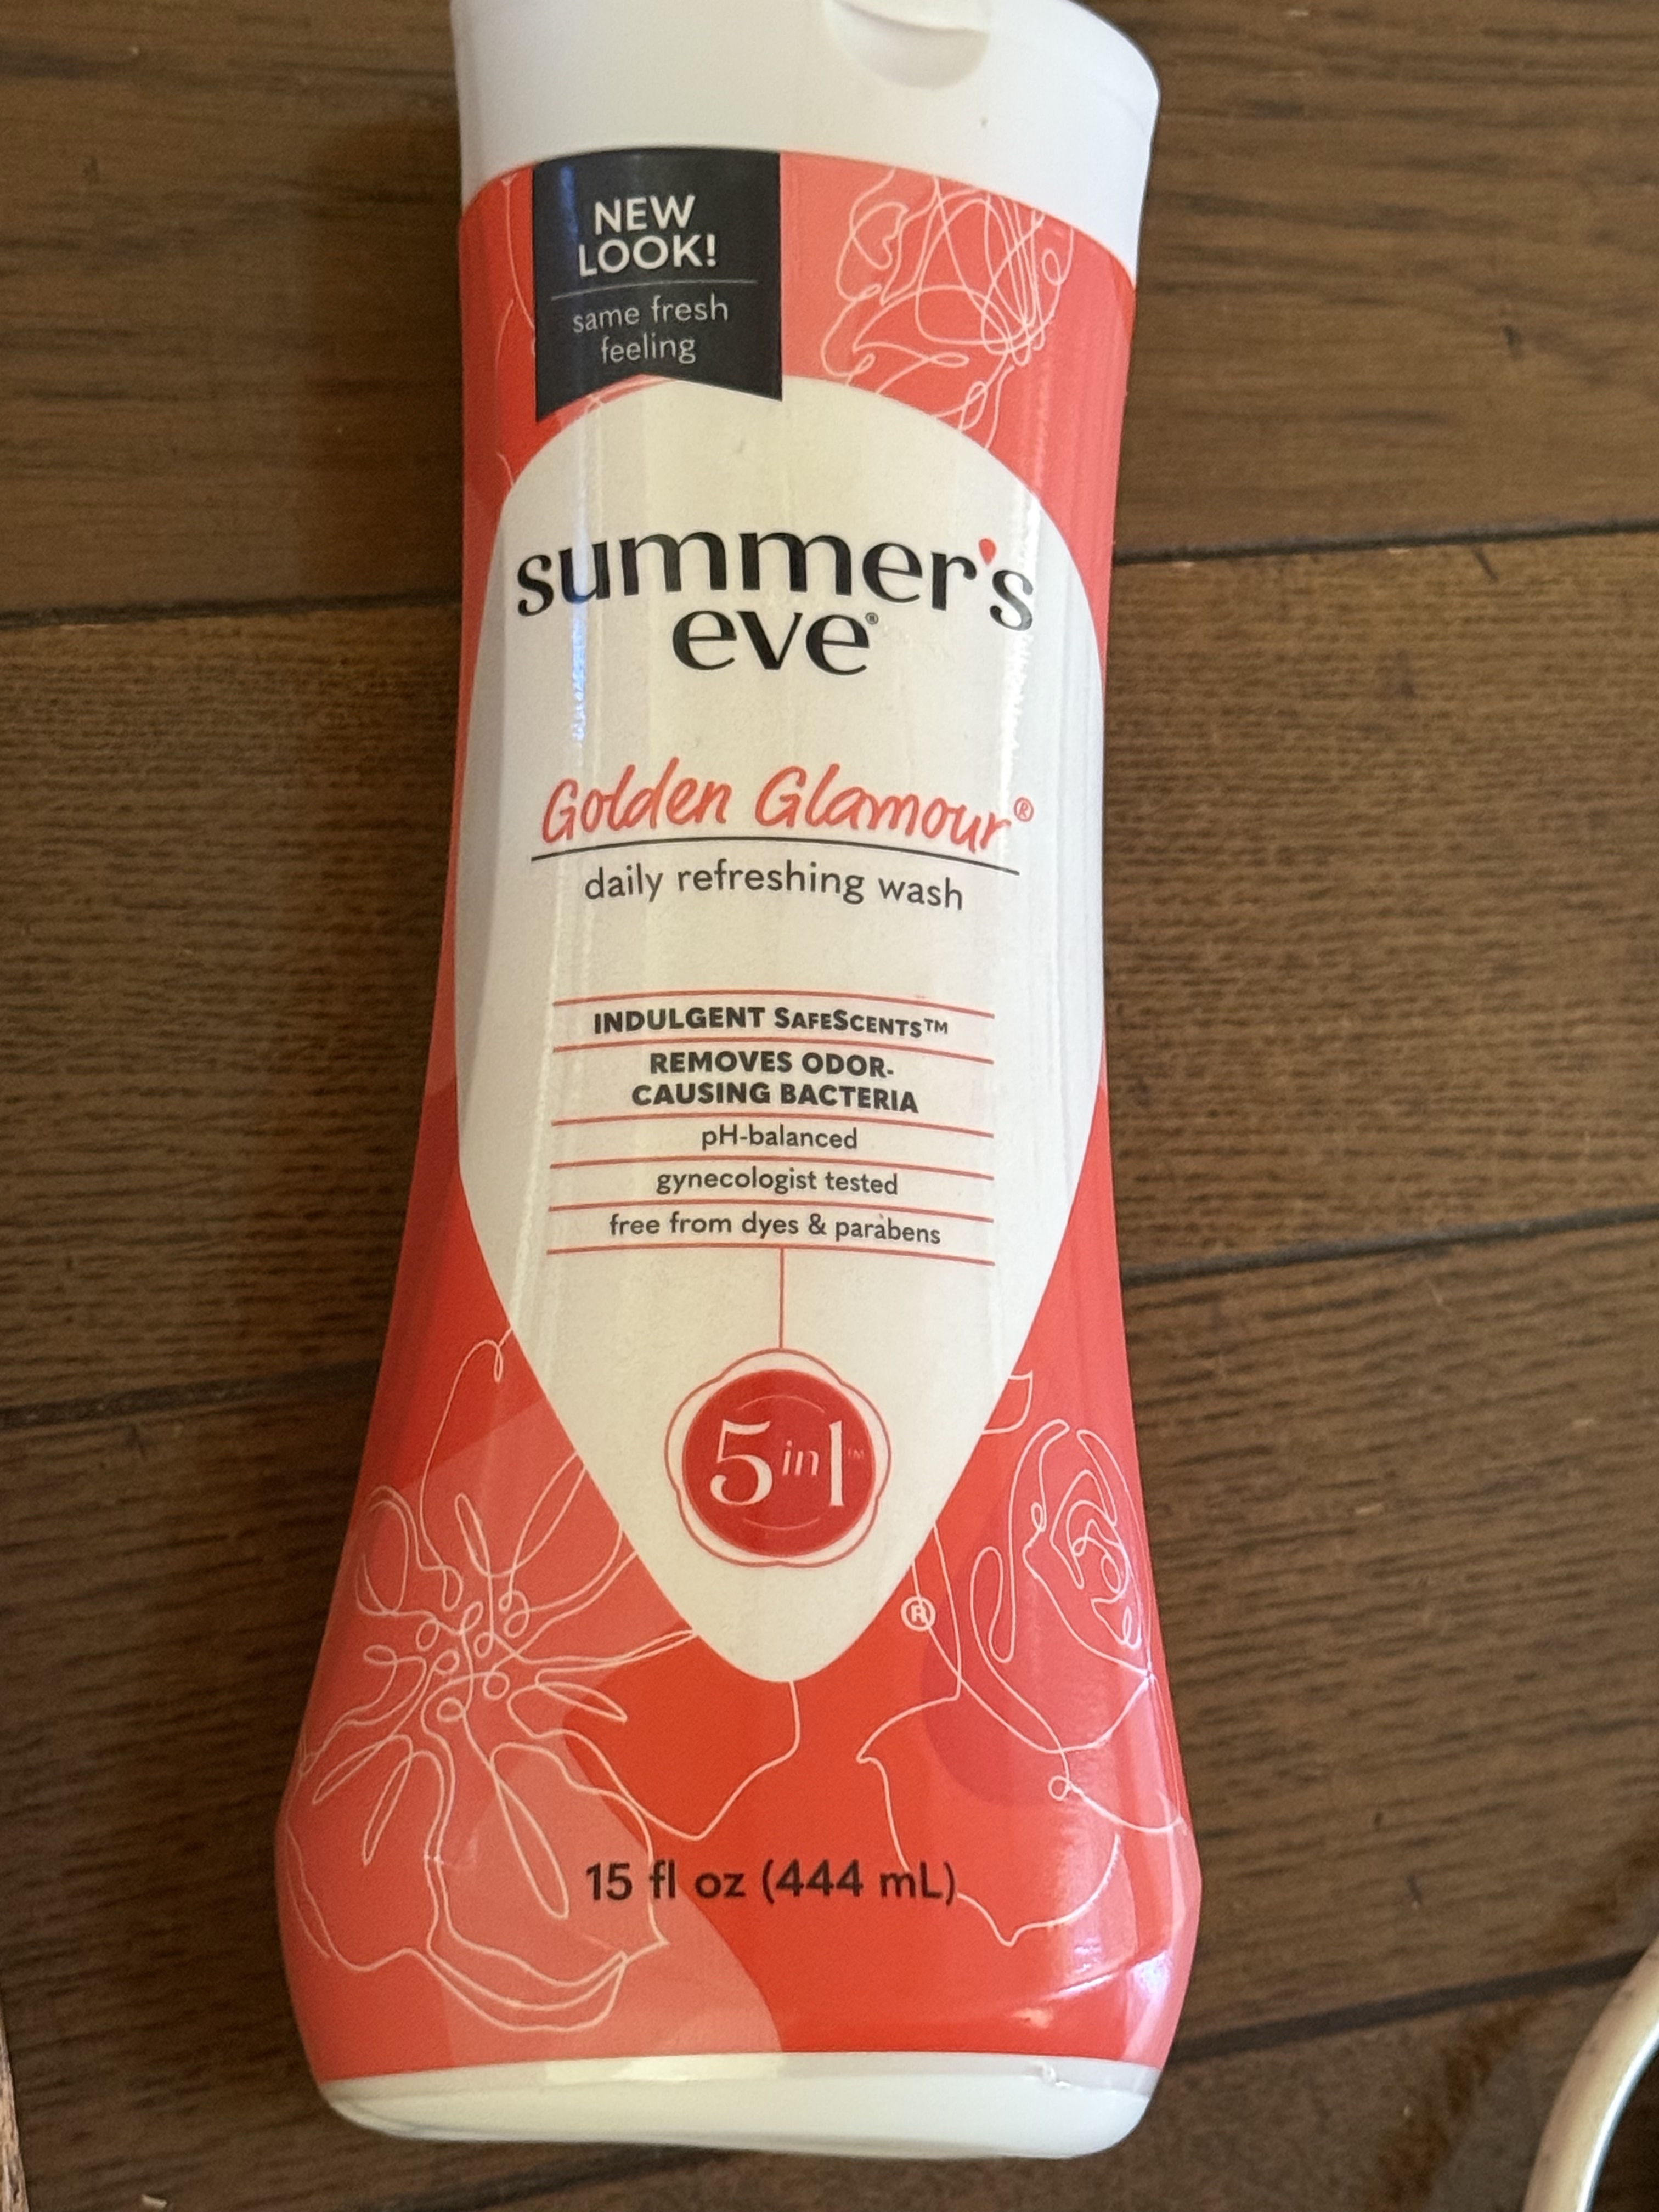 NEW
LOOK!
same fresh
feeling
summer's
eve®
Golden Glamour®
daily refreshing wash
INDULGENT SAFESCENTS™
REMOVES ODOR-
CAUSING BACTERIA
pH-balanced
gynecologist tested
free from dyes & parabens
5 in 1™
®
15 fl oz (444 mL)